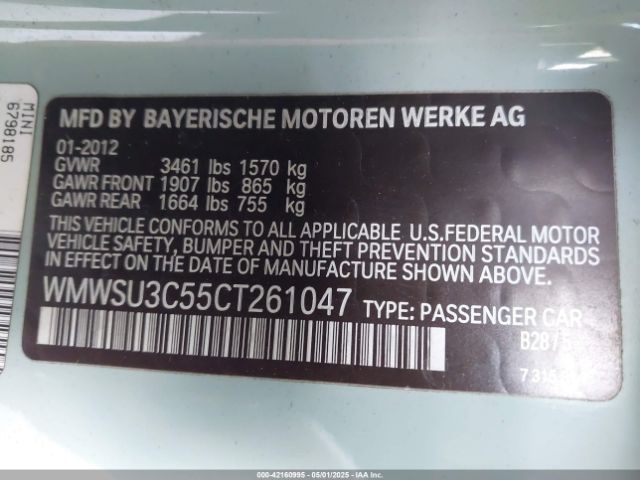 MINI
6798185
MFD BY BAYERISCHE MOTOREN WERKE AG
01-2012
GVWR 3461 lbs 1570 kg
GAWR FRONT 1907 lbs 865 kg
GAWR REAR 1664 lbs 755 kg
THIS VEHICLE CONFORMS TO ALL APPLICABLE U.S.FEDERAL MOTOR
VEHICLE SAFETY, BUMPER AND THEFT PREVENTION STANDARDS
IN EFFECT ON THE DATE OF MANUFACTURE SHOWN ABOVE.
WMWSU3C55CT261047 TYPE: PASSENGER CAR
000-42160995 - 05/01/2025 - IAAI.COM